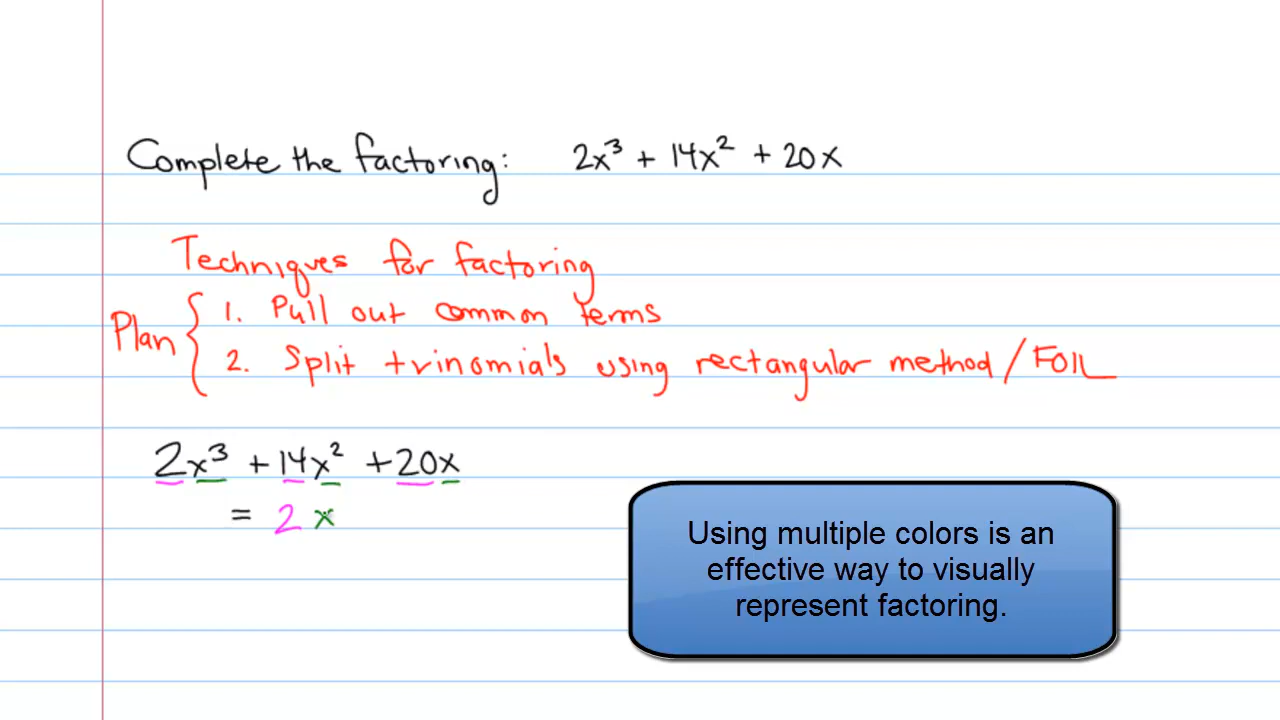 Complete the factoring: 2x³ + 14x² + 20x
Techniques for factoring
Plan { 1. Pull out common terms
2. Split trinomials using rectangular method / FOIL
2x³ + 14x² + 20x
= 2x
Using multiple colors is an
effective way to visually
represent factoring.